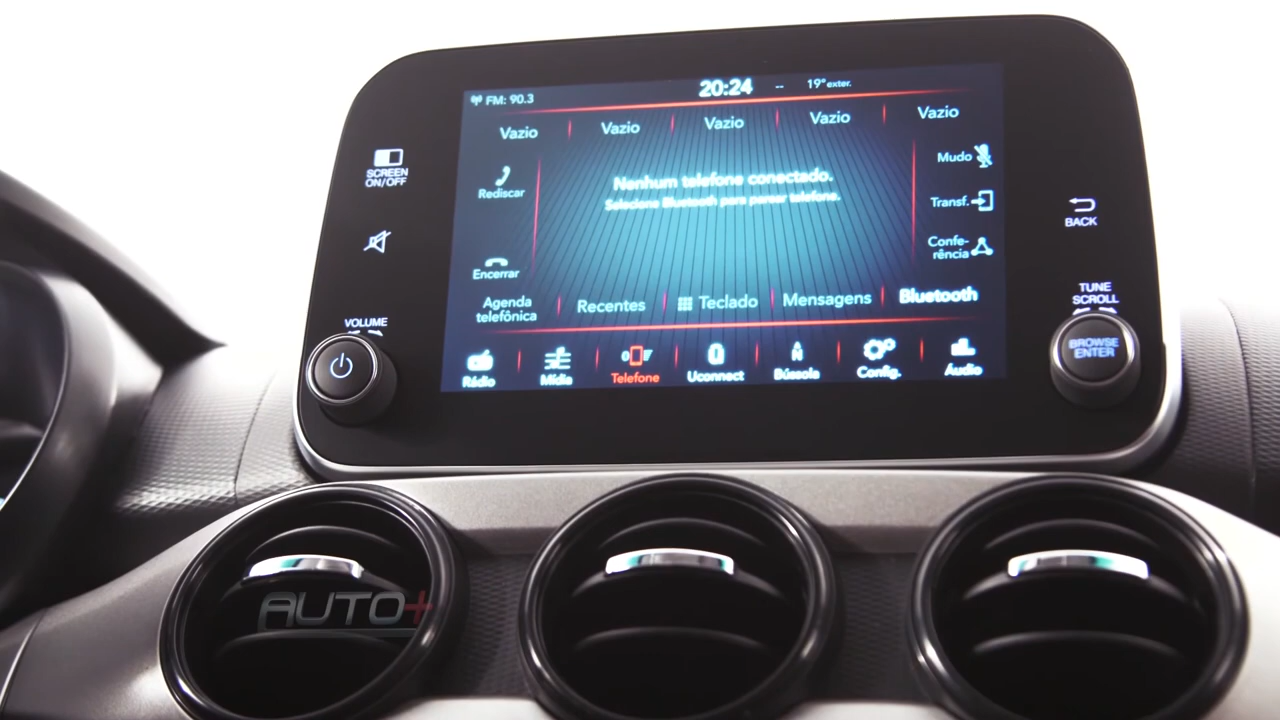 FM: 90.3
20:24
--
19° exter.
Vazio
Vazio
Vazio
Vazio
Vazio
SCREEN
ON/OFF
Rediscar
Nenhum telefone conectado.
Selecione Bluetooth para parear telefone.
Mudo
Transf.
Confe-
rência
BACK
Encerrar
Agenda
telefônica
Recentes
Teclado
Mensagens
Bluetooth
VOLUME
TUNE
SCROLL
BROWSE
ENTER
Rádio
Mídia
Telefone
Uconnect
N
Bússola
Config.
Áudio
AUTO+